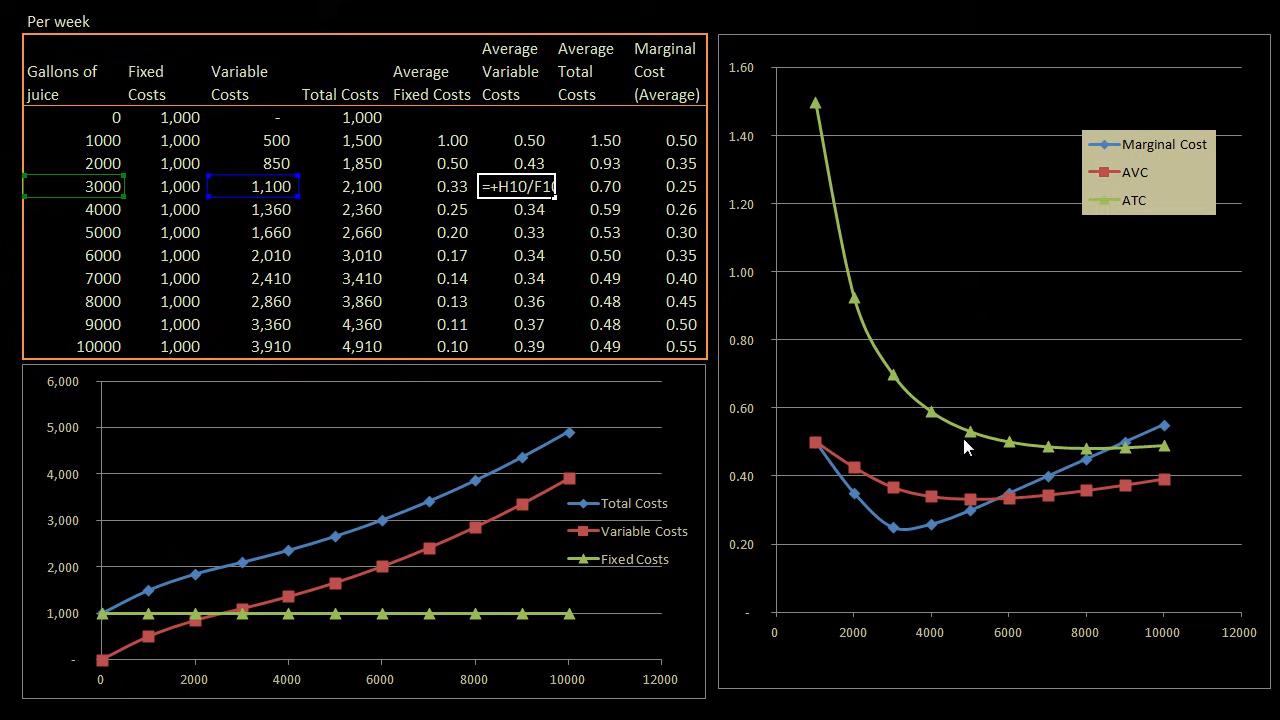 Per week
Gallons of juice Fixed Costs Variable Costs Total Costs Average Fixed Costs Average Variable Costs Average Total Costs Marginal Cost (Average)
0 1,000 - 1,000
1000 1,000 500 1,500 1.00 0.50 1.50 0.50
2000 1,000 850 1,850 0.50 0.43 0.93 0.35
3000 1,000 1,100 2,100 0.33 =+H10/F10 0.70 0.25
4000 1,000 1,360 2,360 0.25 0.34 0.59 0.26
5000 1,000 1,660 2,660 0.20 0.33 0.53 0.30
6000 1,000 2,010 3,010 0.17 0.34 0.50 0.35
7000 1,000 2,410 3,410 0.14 0.34 0.49 0.40
8000 1,000 2,860 3,860 0.13 0.36 0.48 0.45
9000 1,000 3,360 4,360 0.11 0.37 0.48 0.50
10000 1,000 3,910 4,910 0.10 0.39 0.49 0.55
6,000
5,000
4,000
3,000
2,000
1,000
-
0 2000 4000 6000 8000 10000 12000
Total Costs
Variable Costs
Fixed Costs
1.60
1.40
1.20
1.00
0.80
0.60
0.40
0.20
-
0 2000 4000 6000 8000 10000 12000
Marginal Cost
AVC
ATC